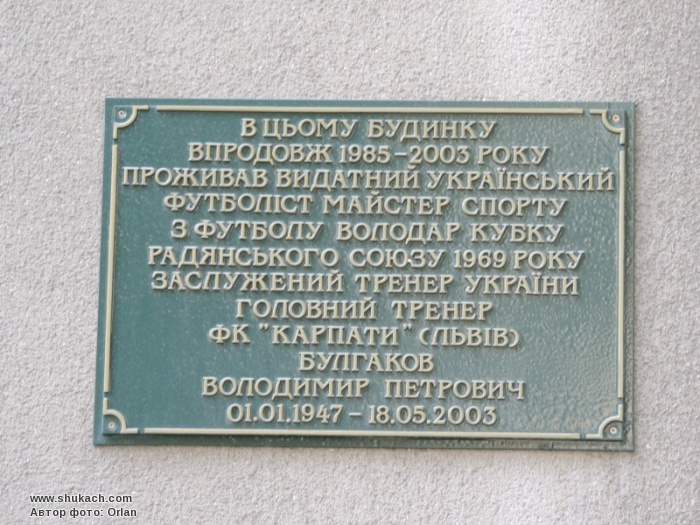 В ЦЬОМУ БУДИНКУ
ВПРОДОВЖ 1985–2003 РОКУ
ПРОЖИВАВ ВИДАТНИЙ УКРАЇНСЬКИЙ
ФУТБОЛІСТ МАЙСТЕР СПОРТУ
З ФУТБОЛУ ВОЛОДАР КУБКУ
РАДЯНСЬКОГО СОЮЗУ 1969 РОКУ
ЗАСЛУЖЕНИЙ ТРЕНЕР УКРАЇНИ
ГОЛОВНИЙ ТРЕНЕР
ФК "КАРПАТИ" (ЛЬВІВ)
БУЛГАКОВ
ВОЛОДИМИР ПЕТРОВИЧ
01.01.1947 – 18.05.2003
www.shukach.com
Автор фото: Orlan